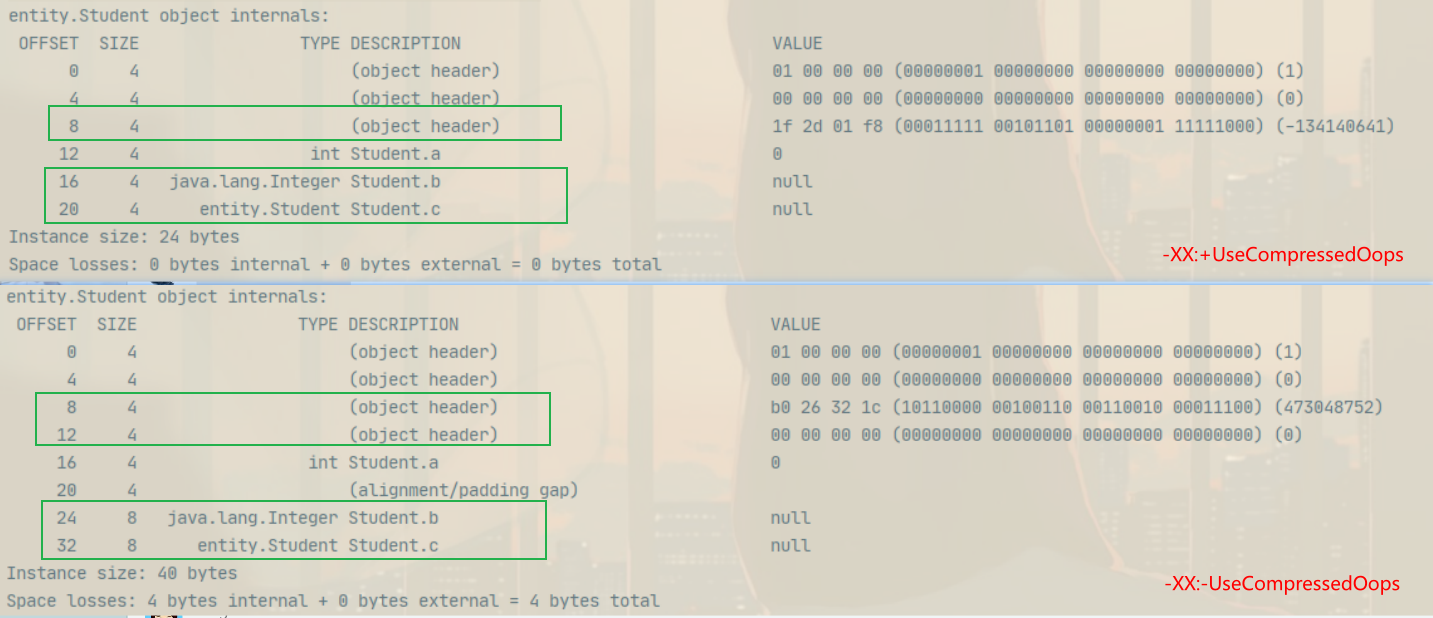 entity.Student object internals:
OFFSET SIZE TYPE DESCRIPTION VALUE
0 4 (object header) 01 00 00 00 (00000001 00000000 00000000 00000000) (1)
4 4 (object header) 00 00 00 00 (00000000 00000000 00000000 00000000) (0)
8 4 (object header) 1f 2d 01 f8 (00011111 00101101 00000001 11111000) (-134140641)
12 4 int Student.a 0
16 4 java.lang.Integer Student.b null
20 4 entity.Student Student.c null
Instance size: 24 bytes
-XX:+UseCompressedOops
Space losses: 0 bytes internal + 0 bytes external = 0 bytes total
entity.Student object internals:
OFFSET SIZE TYPE DESCRIPTION VALUE
0 4 (object header) 01 00 00 00 (00000001 00000000 00000000 00000000) (1)
4 4 (object header) 00 00 00 00 (00000000 00000000 00000000 00000000) (0)
8 4 (object header) b0 26 32 1c (10110000 00100110 00110010 00011100) (473048752)
12 4 (object header) 00 00 00 00 (00000000 00000000 00000000 00000000) (0)
16 4 int Student.a 0
20 4 (alignment/padding gap)
24 8 java.lang.Integer Student.b null
32 8 entity.Student Student.c null
Instance size: 40 bytes
-XX:-UseCompressedOops
Space losses: 4 bytes internal + 0 bytes external = 4 bytes total